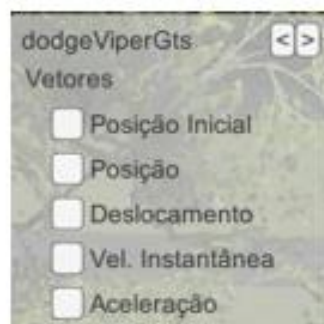 dodgeViperGts < >
Vetores
Posição Inicial
Posição
Deslocamento
Vel. Instantânea
Aceleração